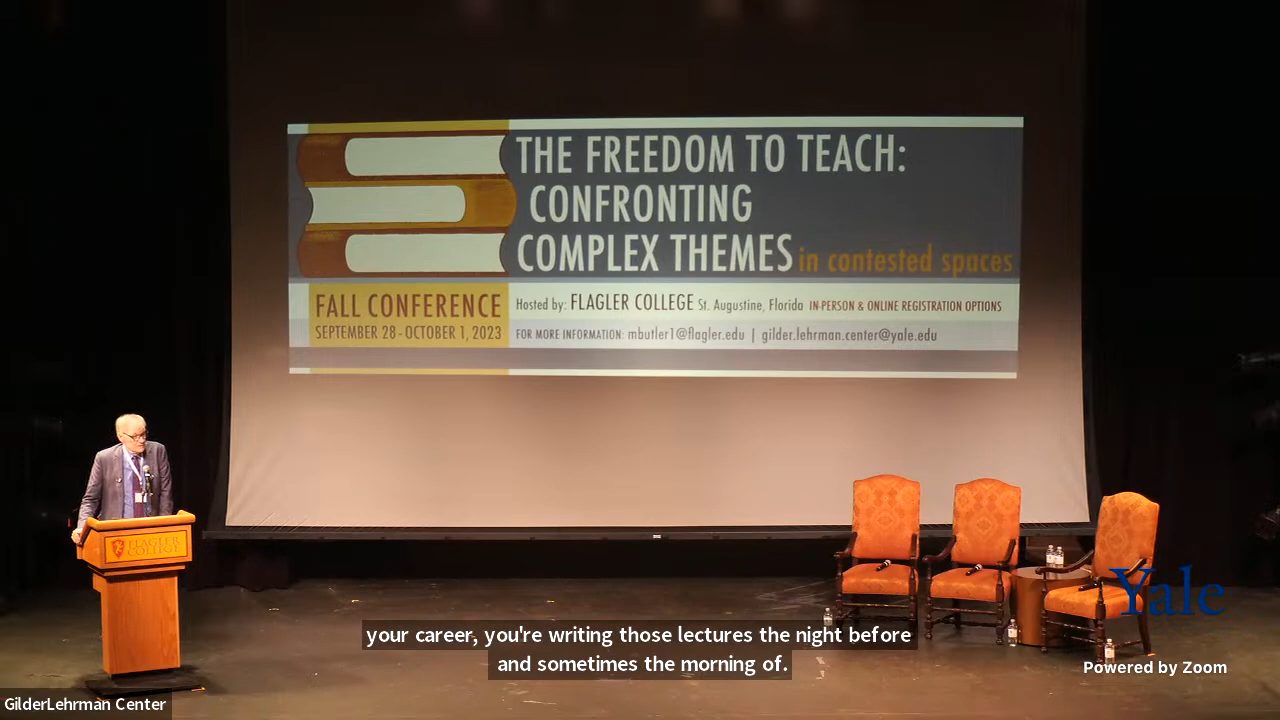 THE FREEDOM TO TEACH:
CONFRONTING
COMPLEX THEMES in contested spaces
FALL CONFERENCE
SEPTEMBER 28 - OCTOBER 1, 2023
Hosted by: FLAGLER COLLEGE St. Augustine, Florida IN-PERSON & ONLINE REGISTRATION OPTIONS
FOR MORE INFORMATION: mbutler1@flagler.edu | gilder.lehrman.center@yale.edu
FLAGLER
COLLEGE
Yale
your career, you're writing those lectures the night before
and sometimes the morning of.
Powered by Zoom
GilderLehrman Center